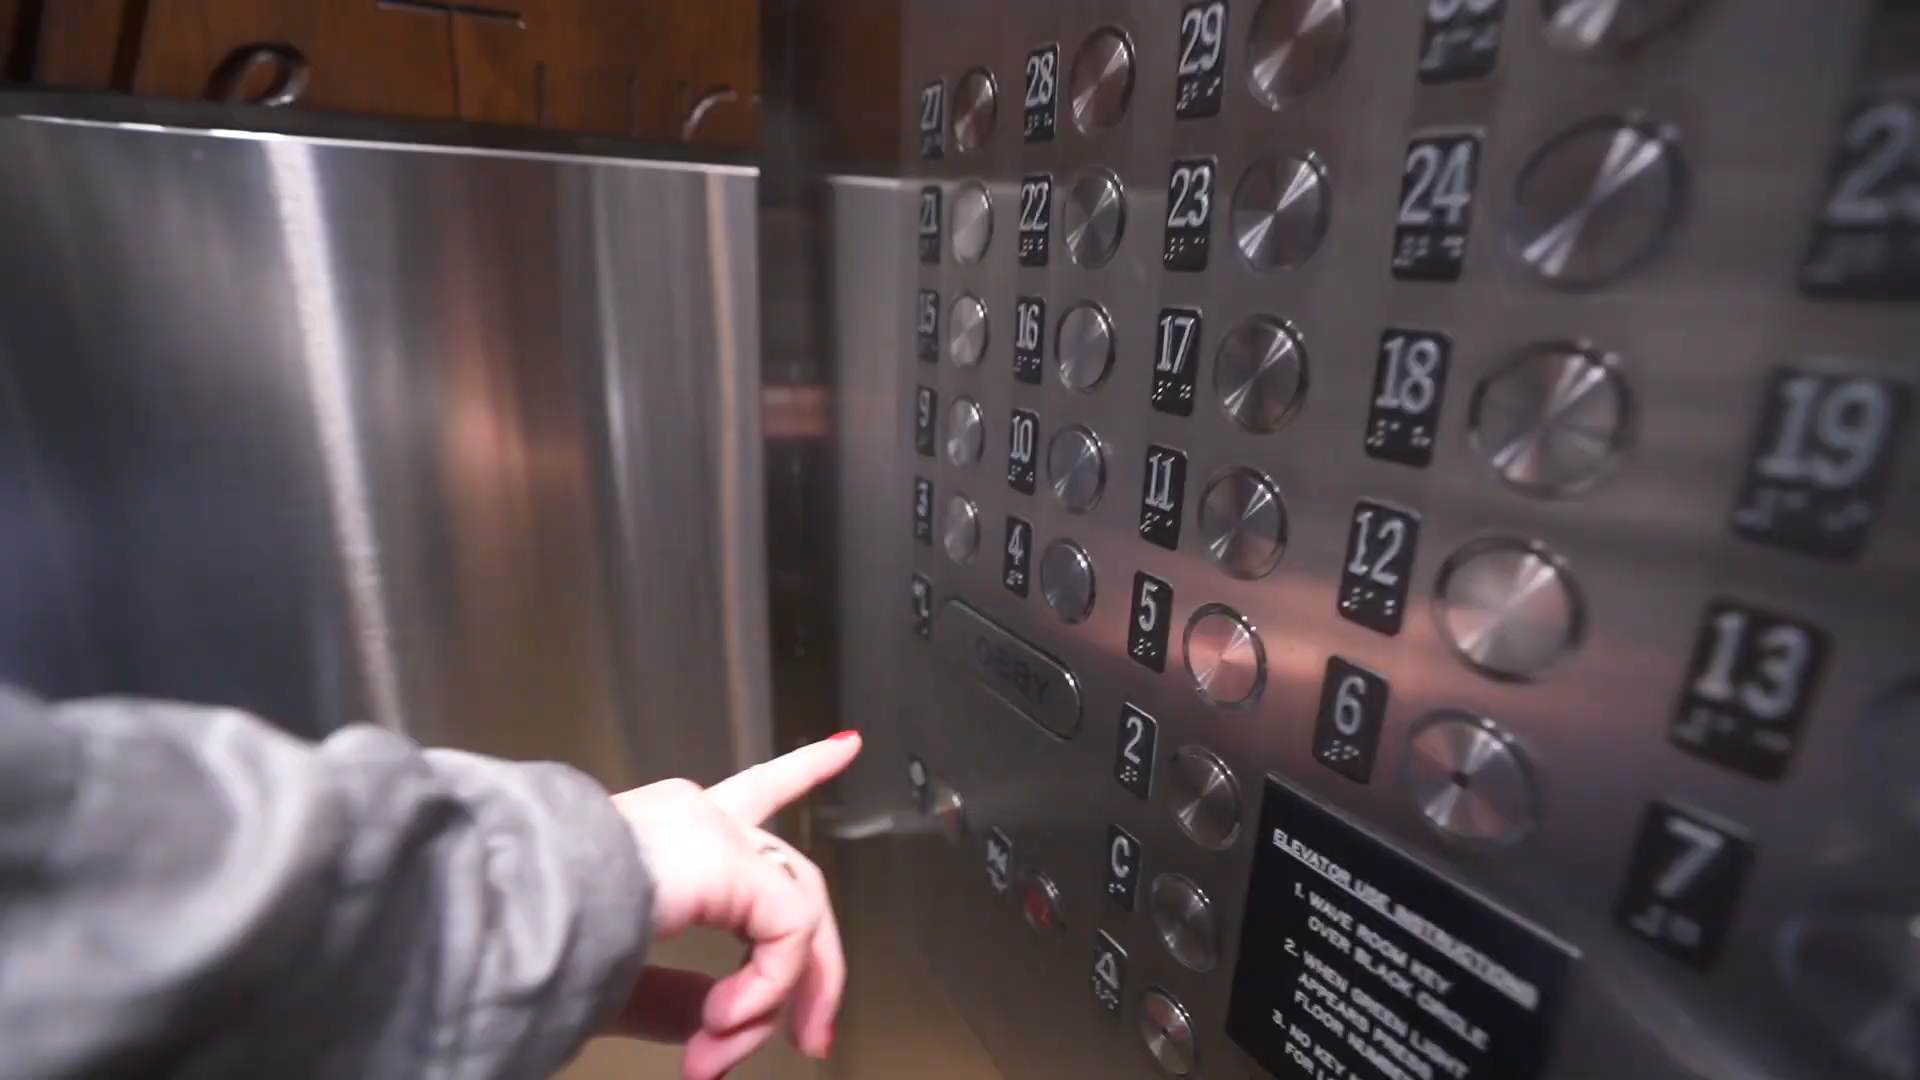 27 28 29
21 22 23 24
15 16 17 18 19
9 10 11 12 13
3 4 5 6 7
2
C
ELEVATOR USE INSTRUCTIONS
1. WAVE ROOM KEY
OVER BLACK CIRCLE
2. WHEN GREEN LIGHT
APPEARS PRESS
FLOOR NUMBER
3. NO KEY
FOR